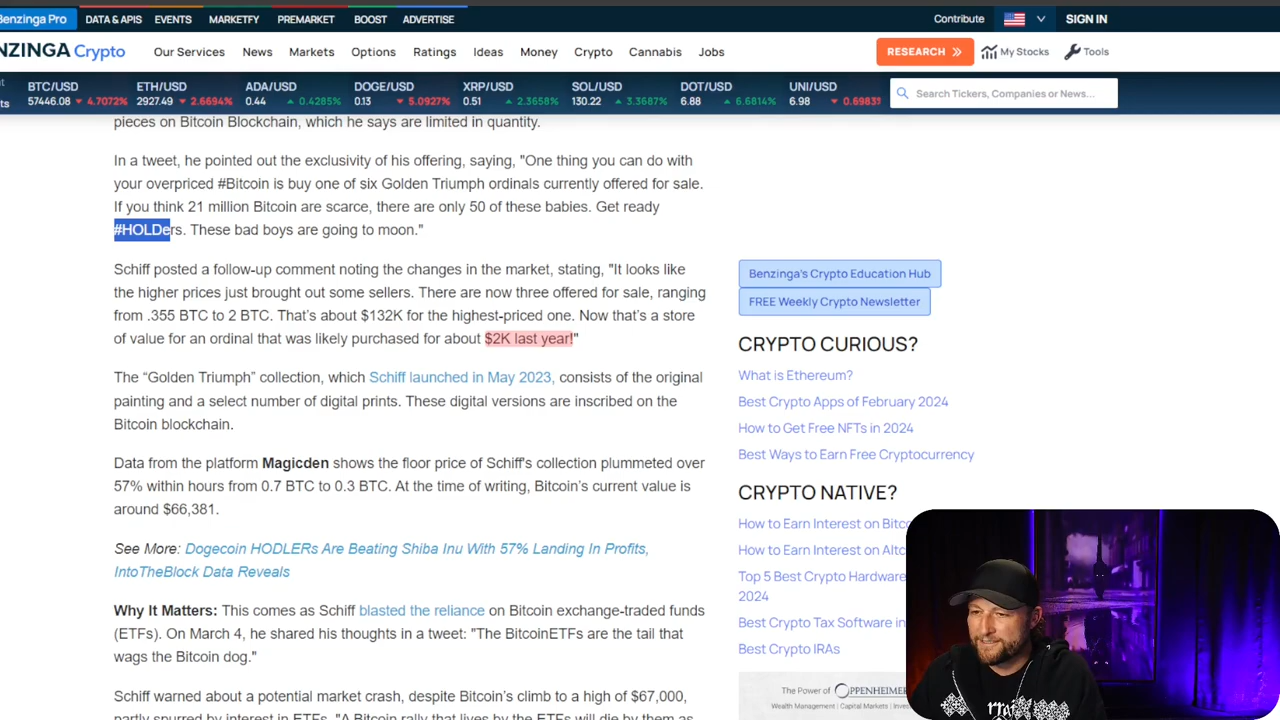 Benzinga Pro
DATA & APIS
EVENTS
MARKETFY
PREMARKET
BOOST
ADVERTISE
Contribute
SIGN IN
NZINGA Crypto
Our Services
News
Markets
Options
Ratings
Ideas
Money
Crypto
Cannabis
Jobs
RESEARCH
My Stocks
Tools
BTC/USD
57446.08 4.7072%
ETH/USD
2927.49 2.6694%
ADA/USD
0.44 0.4285%
DOGE/USD
0.13 5.0927%
XRP/USD
0.51 2.3658%
SOL/USD
130.22 3.3687%
DOT/USD
6.88 6.6814%
UNI/USD
6.98 0.6983%
Search Tickers, Companies or News...
pieces on Bitcoin Blockchain, which he says are limited in quantity.
In a tweet, he pointed out the exclusivity of his offering, saying, "One thing you can do with
your overpriced #Bitcoin is buy one of six Golden Triumph ordinals currently offered for sale.
If you think 21 million Bitcoin are scarce, there are only 50 of these babies. Get ready
#HOLDers. These bad boys are going to moon."
Schiff posted a follow-up comment noting the changes in the market, stating, "It looks like
the higher prices just brought out some sellers. There are now three offered for sale, ranging
from .355 BTC to 2 BTC. That's about $132K for the highest-priced one. Now that's a store
of value for an ordinal that was likely purchased for about $2K last year!"
The “Golden Triumph” collection, which Schiff launched in May 2023, consists of the original
painting and a select number of digital prints. These digital versions are inscribed on the
Bitcoin blockchain.
Data from the platform Magicden shows the floor price of Schiff's collection plummeted over
57% within hours from 0.7 BTC to 0.3 BTC. At the time of writing, Bitcoin’s current value is
around $66,381.
See More: Dogecoin HODLERs Are Beating Shiba Inu With 57% Landing In Profits,
IntoTheBlock Data Reveals
Why It Matters: This comes as Schiff blasted the reliance on Bitcoin exchange-traded funds
(ETFs). On March 4, he shared his thoughts in a tweet: "The BitcoinETFs are the tail that
wags the Bitcoin dog."
Schiff warned about a potential market crash, despite Bitcoin’s climb to a high of $67,000,
partly spurred by interest in ETFs. "A Bitcoin rally that lives by the ETFs will die by them as
Benzinga's Crypto Education Hub
FREE Weekly Crypto Newsletter
CRYPTO CURIOUS?
What is Ethereum?
Best Crypto Apps of February 2024
How to Get Free NFTs in 2024
Best Ways to Earn Free Cryptocurrency
CRYPTO NATIVE?
How to Earn Interest on Bitco
How to Earn Interest on Altc
Top 5 Best Crypto Hardware
2024
Best Crypto Tax Software in
Best Crypto IRAs
The Power of OPPENHEIMER
Wealth Management | Capital Markets | Inves